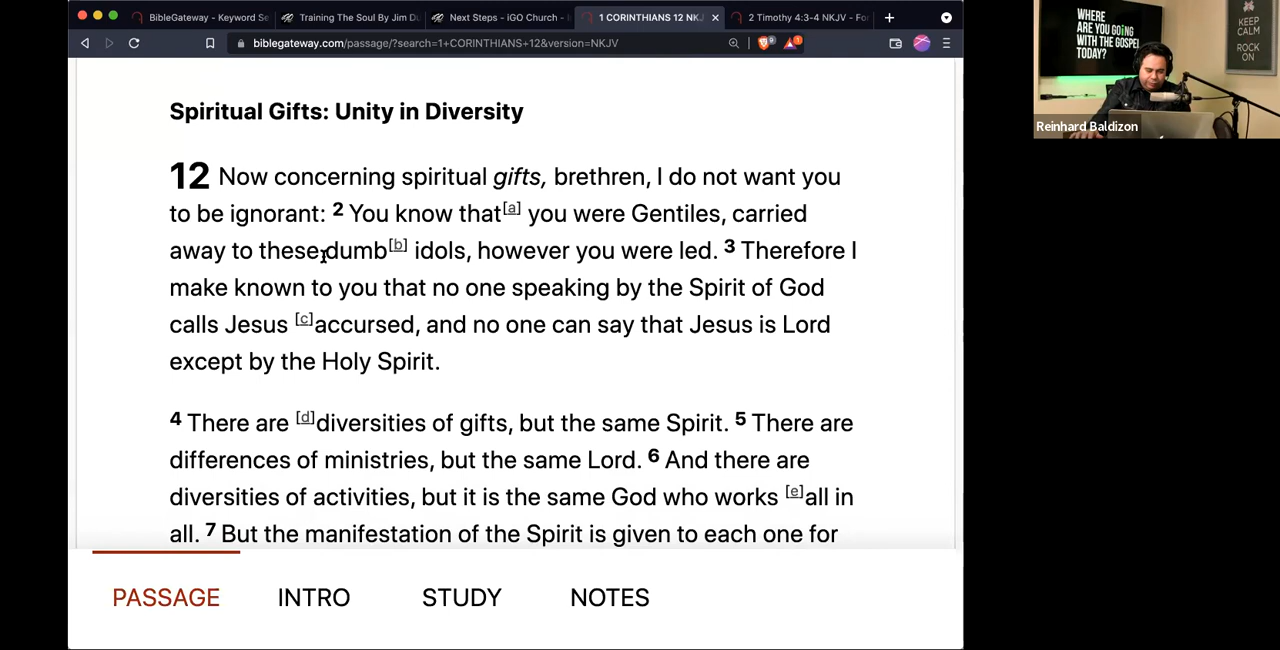 BibleGateway - Keyword Se
Training The Soul By Jim Du
Next Steps - iGO Church -
1 CORINTHIANS 12 NKJ
2 Timothy 4:3-4 NKJV - For
biblegateway.com/passage/?search=1+CORINTHIANS+12&version=NKJV
WHERE
ARE YOU GOING
WITH THE GOSPEL
TODAY?
KEEP
CALM
ROCK
ON
Reinhard Baldizon
Spiritual Gifts: Unity in Diversity
12 Now concerning spiritual gifts, brethren, I do not want you
to be ignorant: 2 You know that[a] you were Gentiles, carried
away to these dumb[b] idols, however you were led. 3 Therefore I
make known to you that no one speaking by the Spirit of God
calls Jesus [c]accursed, and no one can say that Jesus is Lord
except by the Holy Spirit.
4 There are [d]diversities of gifts, but the same Spirit. 5 There are
differences of ministries, but the same Lord. 6 And there are
diversities of activities, but it is the same God who works [e]all in
all. 7 But the manifestation of the Spirit is given to each one for
PASSAGE INTRO STUDY NOTES